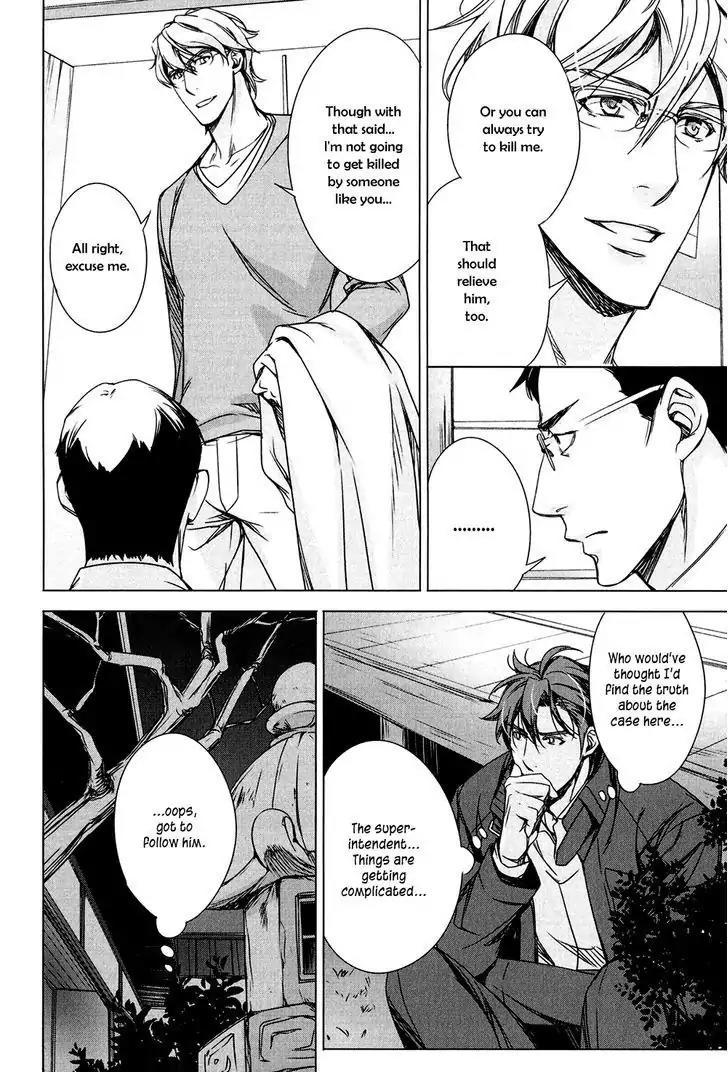 Or you can
always try
to kill me.
That
should
relieve
him,
too.
Though with
that said...
I'm not going
to get killed
by someone
like you...
All right,
excuse me.
..........
Who would've
thought I'd
find the truth
about the
case here...
The super-
intendent...
Things are
getting
complicated...
...oops,
got to
follow him.